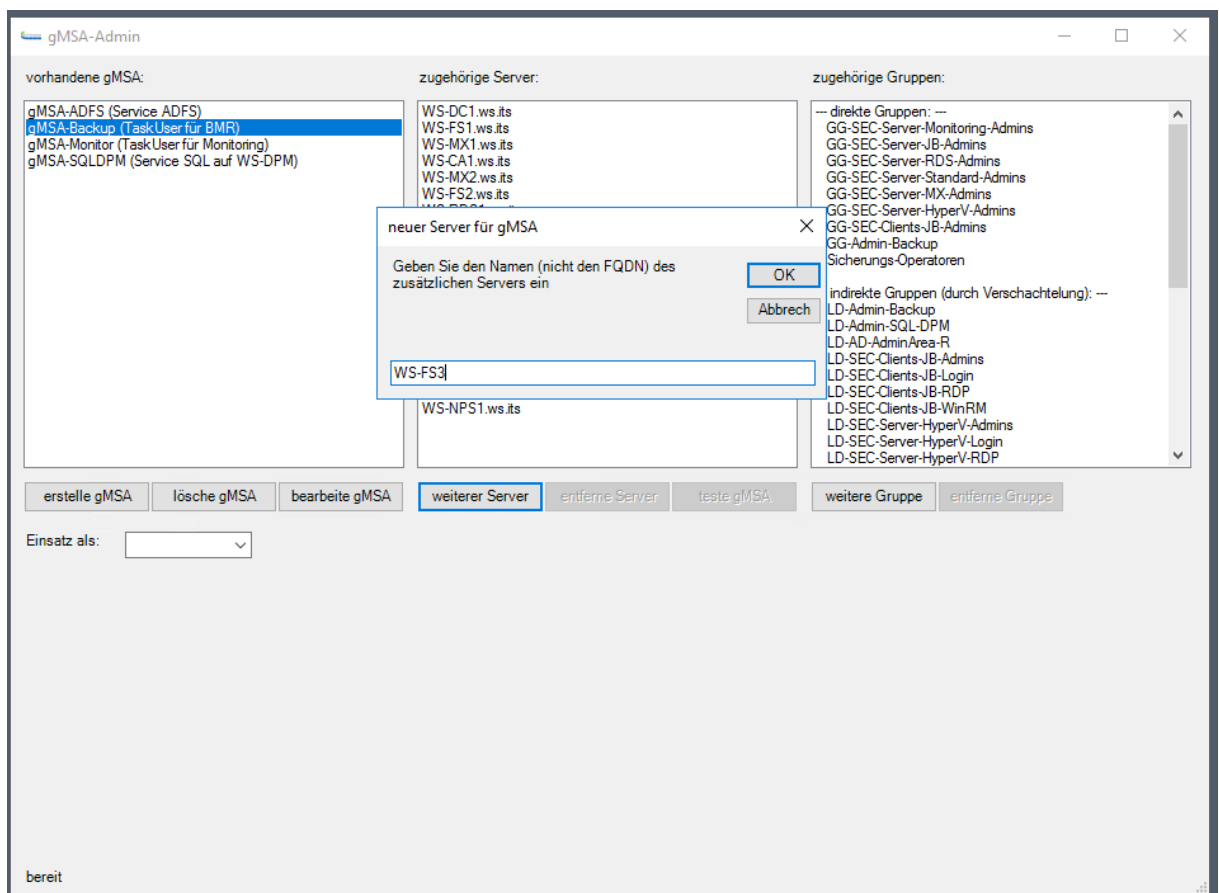 gMSA-Admin
vorhandene gMSA:
gMSA-ADFS (Service ADFS)
gMSA-Backup (TaskUser für BMR)
gMSA-Monitor (TaskUser für Monitoring)
gMSA-SQLDPM (Service SQL auf WS-DPM)
zugehörige Server:
WS-DC1.ws.its
WS-FS1.ws.its
WS-MX1.ws.its
WS-CA1.ws.its
WS-MX2.ws.its
WS-FS2.ws.its
WS-NPS1.ws.its
zugehörige Gruppen:
--- direkte Gruppen: ---
GG-SEC-Server-Monitoring-Admins
GG-SEC-Server-JB-Admins
GG-SEC-Server-RDS-Admins
GG-SEC-Server-Standard-Admins
GG-SEC-Server-MX-Admins
GG-SEC-Server-HyperV-Admins
GG-SEC-Clients-JB-Admins
GG-Admin-Backup
Sicherungs-Operatoren
indirekte Gruppen (durch Verschachtelung): ---
LD-Admin-Backup
LD-Admin-SQL-DPM
LD-AD-AdminArea-R
LD-SEC-Clients-JB-Admins
LD-SEC-Clients-JB-Login
LD-SEC-Clients-JB-RDP
LD-SEC-Clients-JB-WinRM
LD-SEC-Server-HyperV-Admins
LD-SEC-Server-HyperV-Login
LD-SEC-Server-HyperV-RDP
neuer Server für gMSA
Geben Sie den Namen (nicht den FQDN) des
zusätzlichen Servers ein
OK
Abbrech
WS-FS3
erstelle gMSA
lösche gMSA
bearbeite gMSA
weiterer Server
entferne Server
teste gMSA
weitere Gruppe
entferne Gruppe
Einsatz als:
bereit